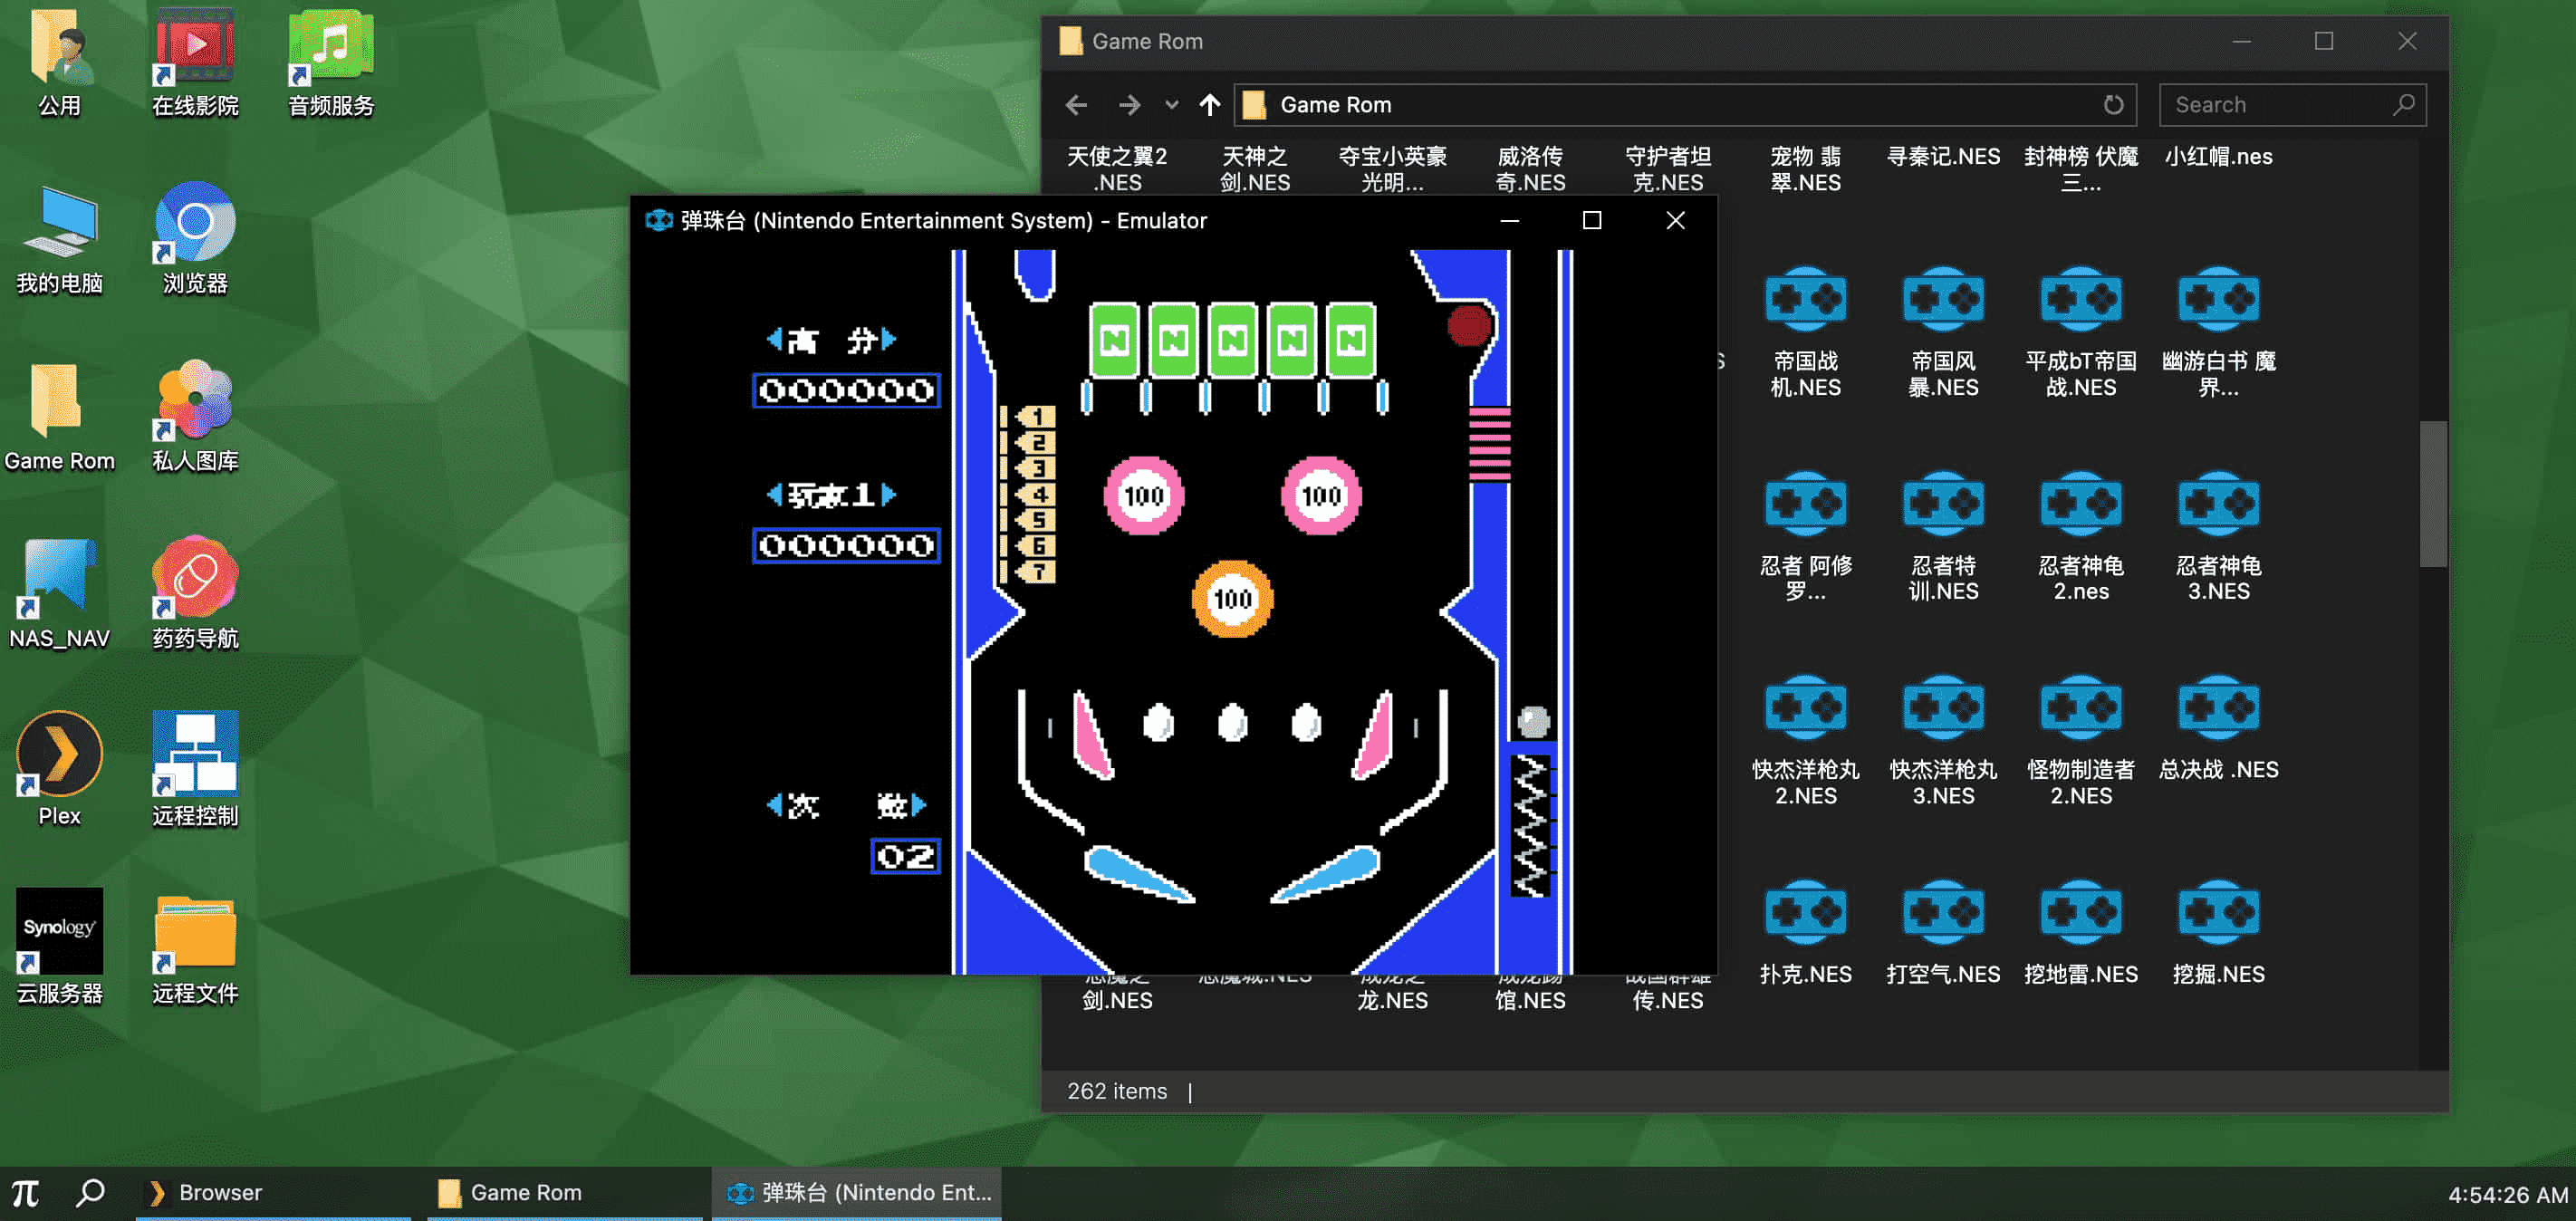 公用
在线影院
音频服务
我的电脑
浏览器
Game Rom
私人图库
NAS_NAV
药药导航
Plex
远程控制
Synology
云服务器
远程文件
Game Rom
Game Rom
Search
天使之翼2
.NES
天神之
剑.NES
夺宝小英豪
光明...
威洛传
奇.NES
守护者坦
克.NES
宠物 翡
翠.NES
寻秦记.NES
封神榜 伏魔
三...
小红帽.nes
帝国战
机.NES
帝国风
暴.NES
平成bT帝国
战.NES
幽游白书 魔
界...
忍者 阿修
罗...
忍者特
训.NES
忍者神龟
2.nes
忍者神龟
3.NES
快杰洋枪丸
2.NES
快杰洋枪丸
3.NES
怪物制造者
2.NES
总决战 .NES
扑克.NES
打空气.NES
挖地雷.NES
挖掘.NES
剑.NES
龙.NES
馆.NES
传.NES
262 items
弹珠台 (Nintendo Entertainment System) - Emulator
高 分
000000
玩家1
000000
次 数
02
N N N N N
1
2
3
4
5
6
7
100 100
100
Browser
Game Rom
弹珠台 (Nintendo Ent...
4:54:26 AM